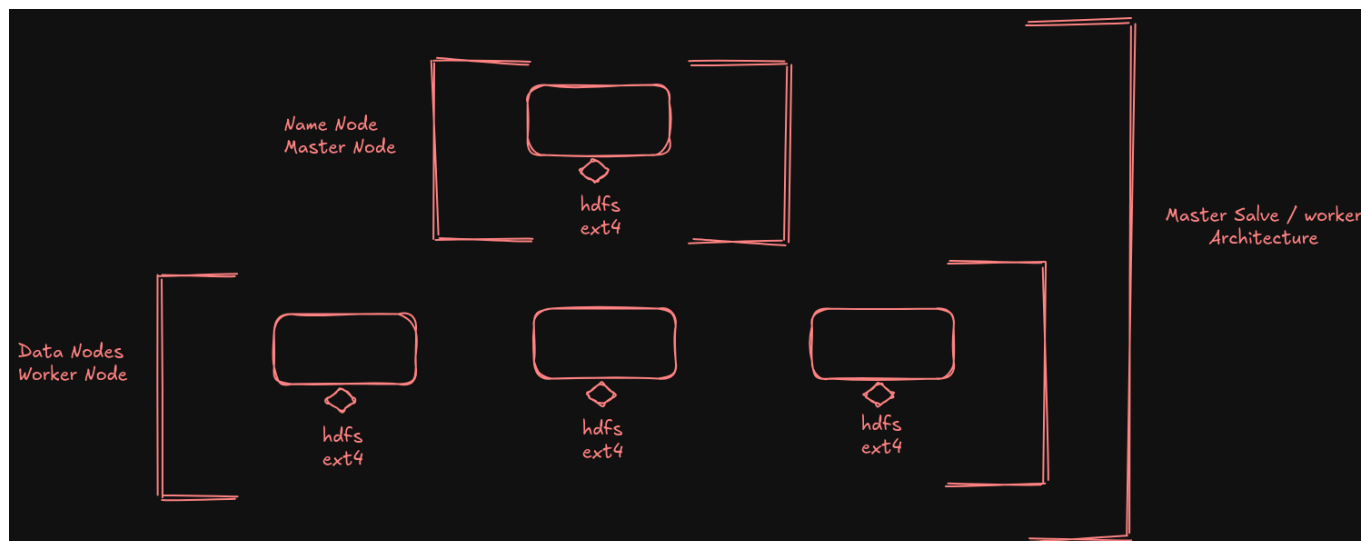 Name Node
Master Node
hdfs
ext4
Master Salve / worker
Architecture
Data Nodes
Worker Node
hdfs
ext4
hdfs
ext4
hdfs
ext4